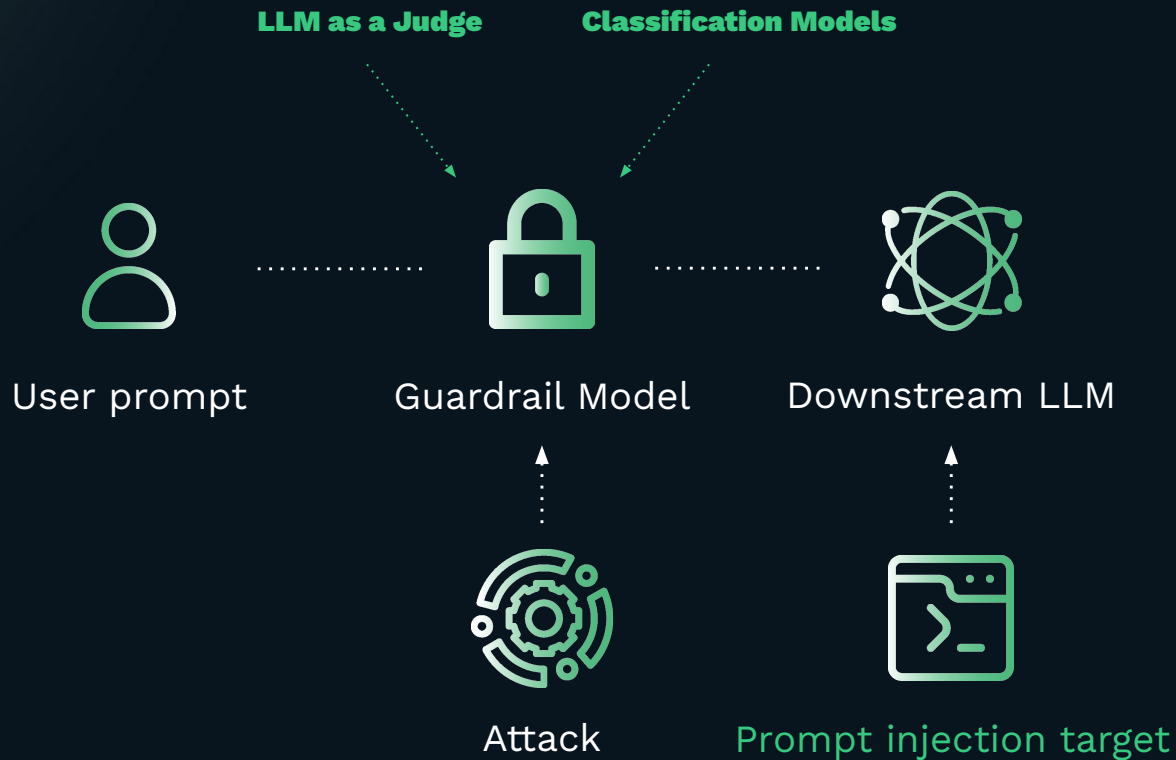 LLM as a Judge
Classification Models
User prompt
Guardrail Model
Downstream LLM
Attack
Prompt injection target